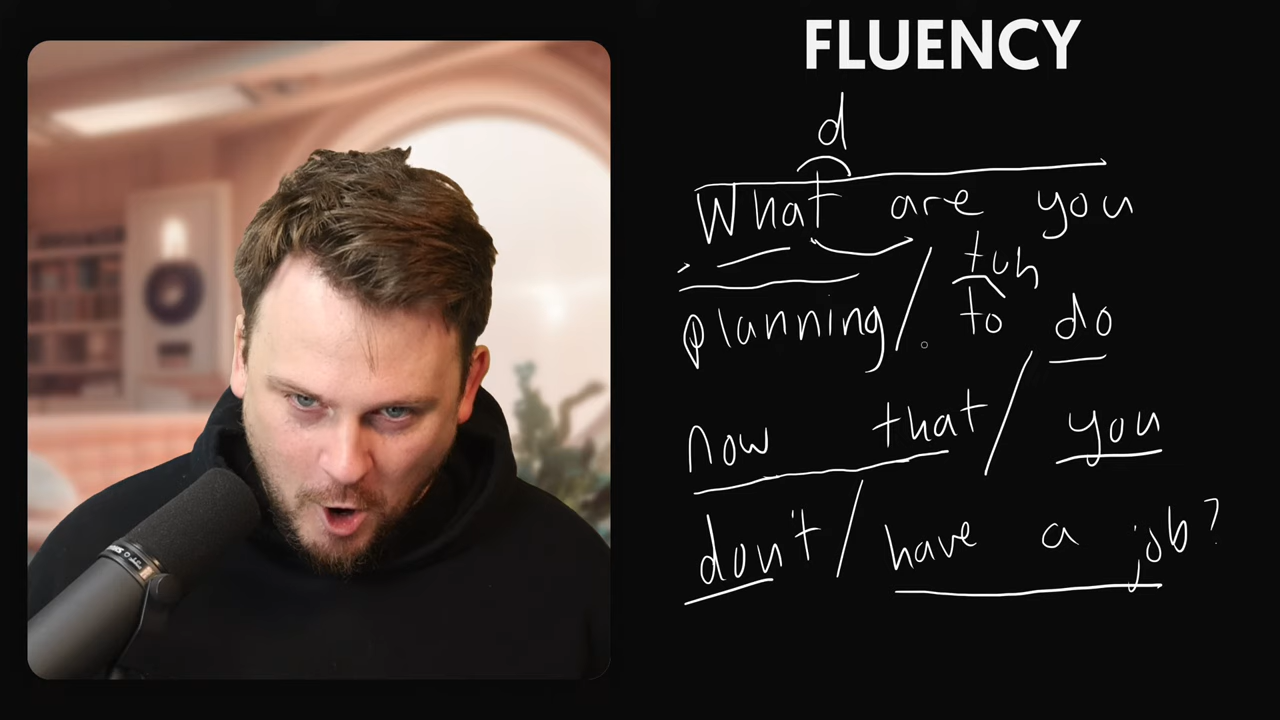 FLUENCY
d
What are you
tuh
planning/ to do
now that/ you
don't/ have a job?